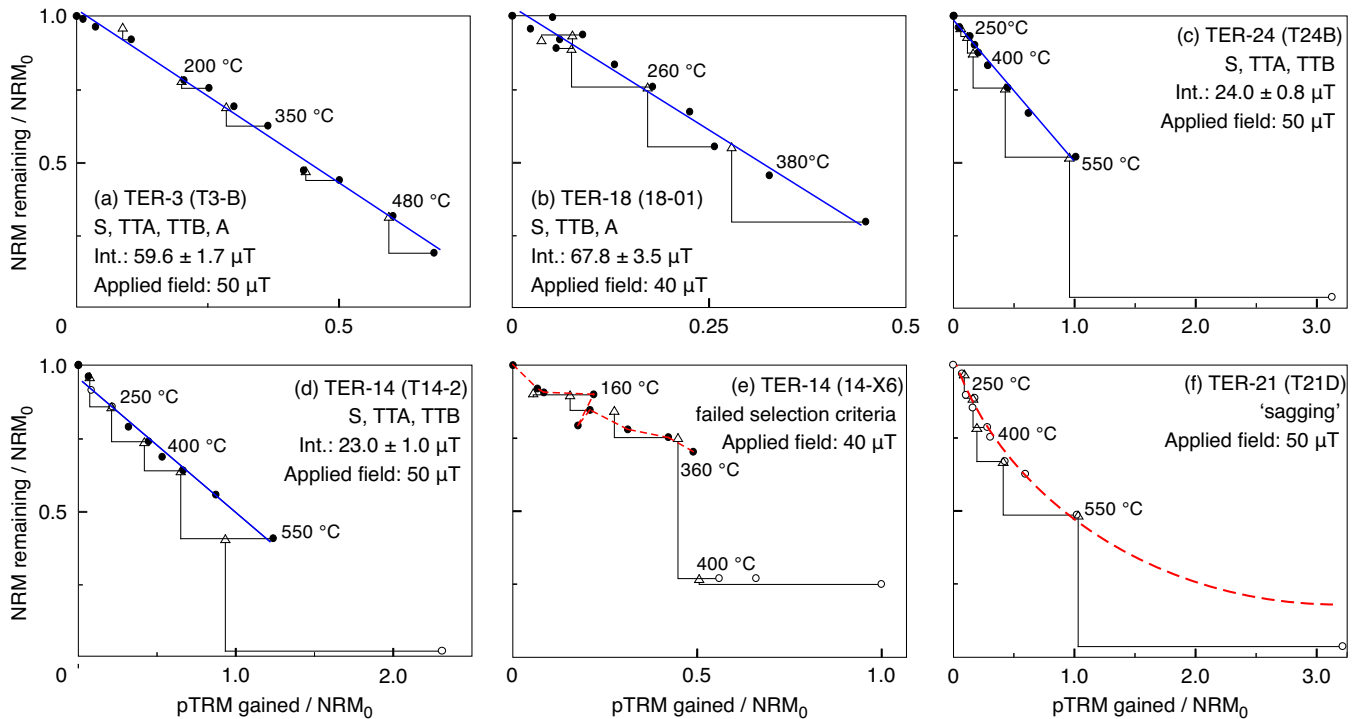 NRM remaining / NRM₀
1.0
0.5
0
0.5
200 °C
350 °C
480 °C
(a) TER-3 (T3-B)
S, TTA, TTB, A
Int.: 59.6 ± 1.7 µT
Applied field: 50 µT
0
0.25
0.5
260 °C
380°C
(b) TER-18 (18-01)
S, TTB, A
Int.: 67.8 ± 3.5 µT
Applied field: 40 µT
0
1.0
2.0
3.0
250°C
400 °C
550 °C
(c) TER-24 (T24B)
S, TTA, TTB
Int.: 24.0 ± 0.8 µT
Applied field: 50 µT
NRM remaining / NRM₀
1.0
0.5
0
1.0
2.0
pTRM gained / NRM₀
250 °C
400 °C
550 °C
(d) TER-14 (T14-2)
S, TTA, TTB
Int.: 23.0 ± 1.0 µT
Applied field: 50 µT
0
0.5
1.0
pTRM gained / NRM₀
160 °C
360 °C
400 °C
(e) TER-14 (14-X6)
failed selection criteria
Applied field: 40 µT
0
1.0
2.0
3.0
pTRM gained / NRM₀
250 °C
400 °C
550 °C
(f) TER-21 (T21D)
‘sagging’
Applied field: 50 µT